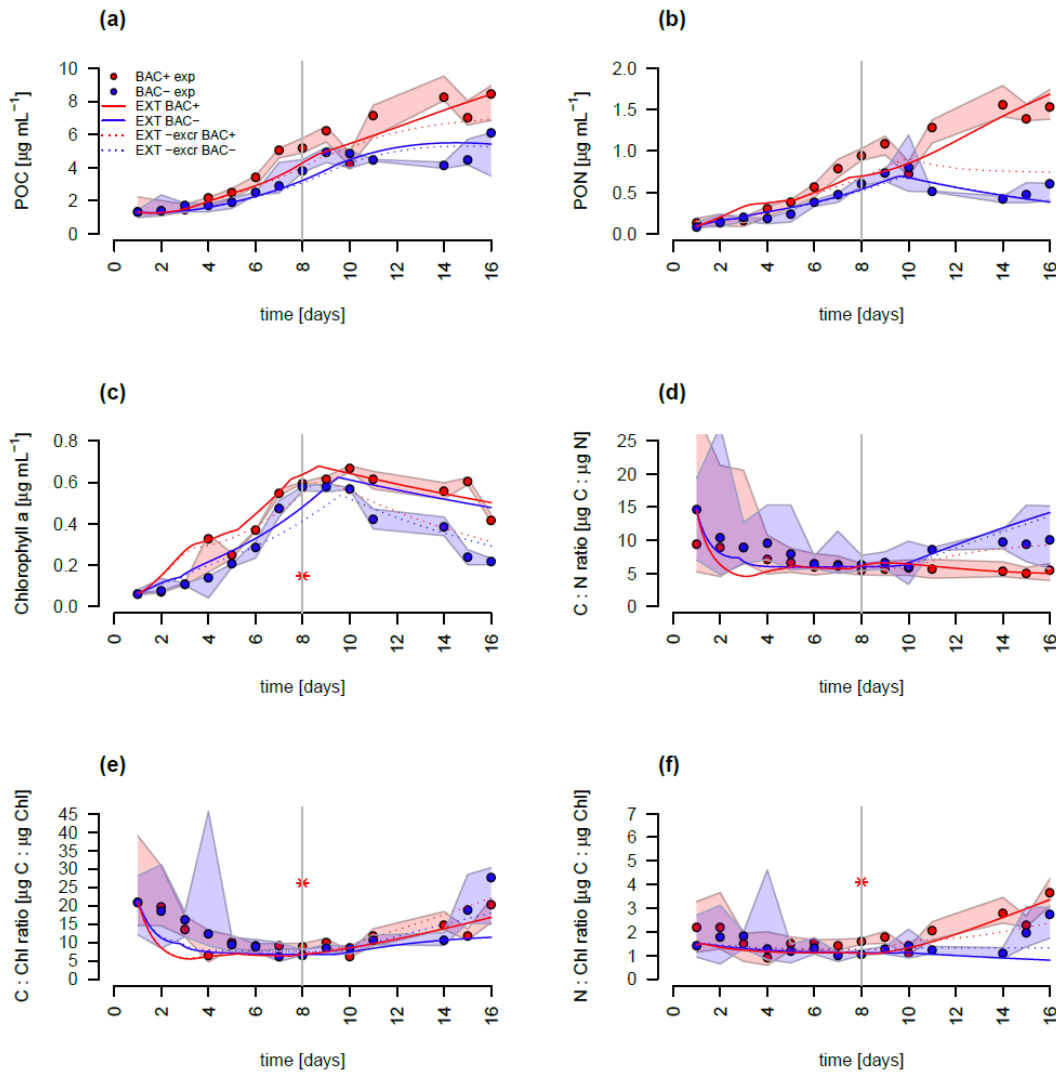 (a)
POC [µg mL⁻¹]
10
8
6
4
2
0
BAC+ exp
BAC− exp
EXT BAC+
EXT BAC−
EXT −excr BAC+
EXT −excr BAC−
0 2 4 6 8 10 12 14 16
time [days]
(b)
PON [µg mL⁻¹]
2.0
1.5
1.0
0.5
0.0
0 2 4 6 8 10 12 14 16
time [days]
(c)
Chlorophyll a [µg mL⁻¹]
0.8
0.6
0.4
0.2
0.0
0 2 4 6 8 10 12 14 16
time [days]
(d)
C : N ratio [µg C : µg N]
25
20
15
10
5
0
0 2 4 6 8 10 12 14 16
time [days]
(e)
C : Chl ratio [µg C : µg Chl]
45
40
35
30
25
20
15
10
5
0
0 2 4 6 8 10 12 14 16
time [days]
(f)
N : Chl ratio [µg C : µg Chl]
7
6
5
4
3
2
1
0
0 2 4 6 8 10 12 14 16
time [days]